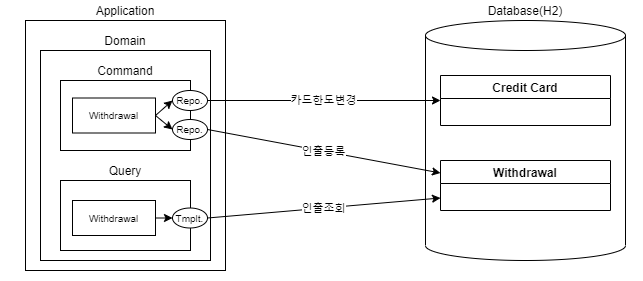 Application
Database(H2)
Domain
Command
Withdrawal
Repo.
Repo.
카드한도변경
Credit Card
인출등록
Query
Withdrawal
Tmplt.
인출조회
Withdrawal